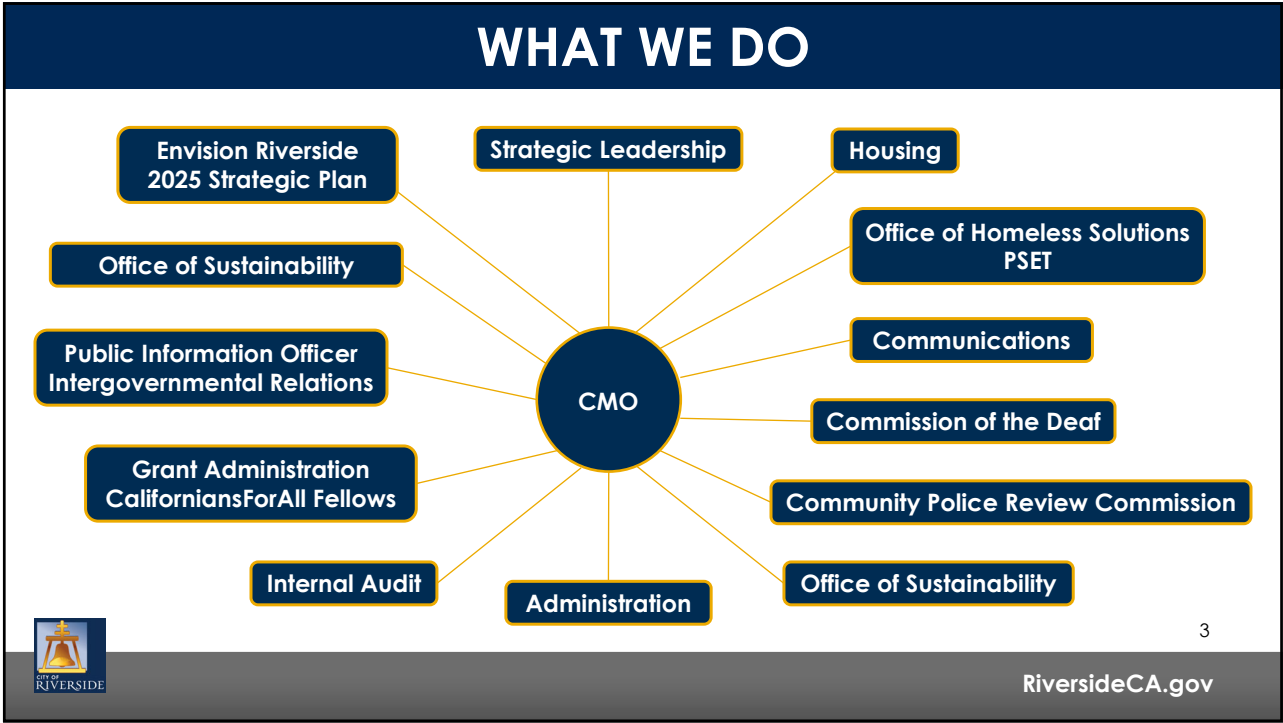 WHAT WE DO
Envision Riverside
2025 Strategic Plan
Strategic Leadership
Housing
Office of Homeless Solutions
PSET
Office of Sustainability
Public Information Officer
Intergovernmental Relations
Communications
CMO
Commission of the Deaf
Grant Administration
CaliforniansForAll Fellows
Community Police Review Commission
Internal Audit
Administration
Office of Sustainability
3
CITY OF
RIVERSIDE
RiversideCA.gov